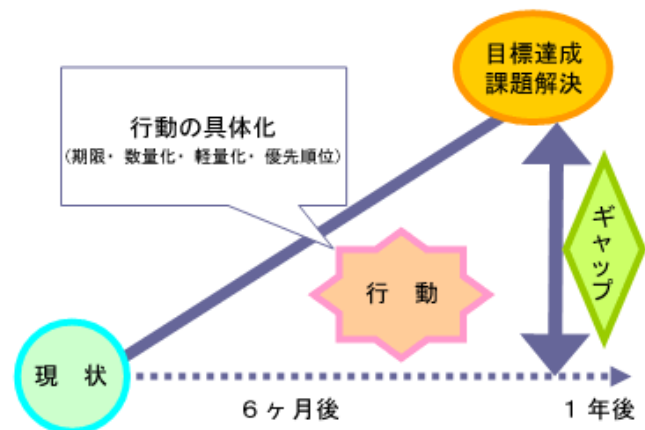 目標達成
課題解決
行動の具体化
(期限・数量化・軽量化・優先順位)
ギャップ
行 動
現 状
６ヶ月後
１年後